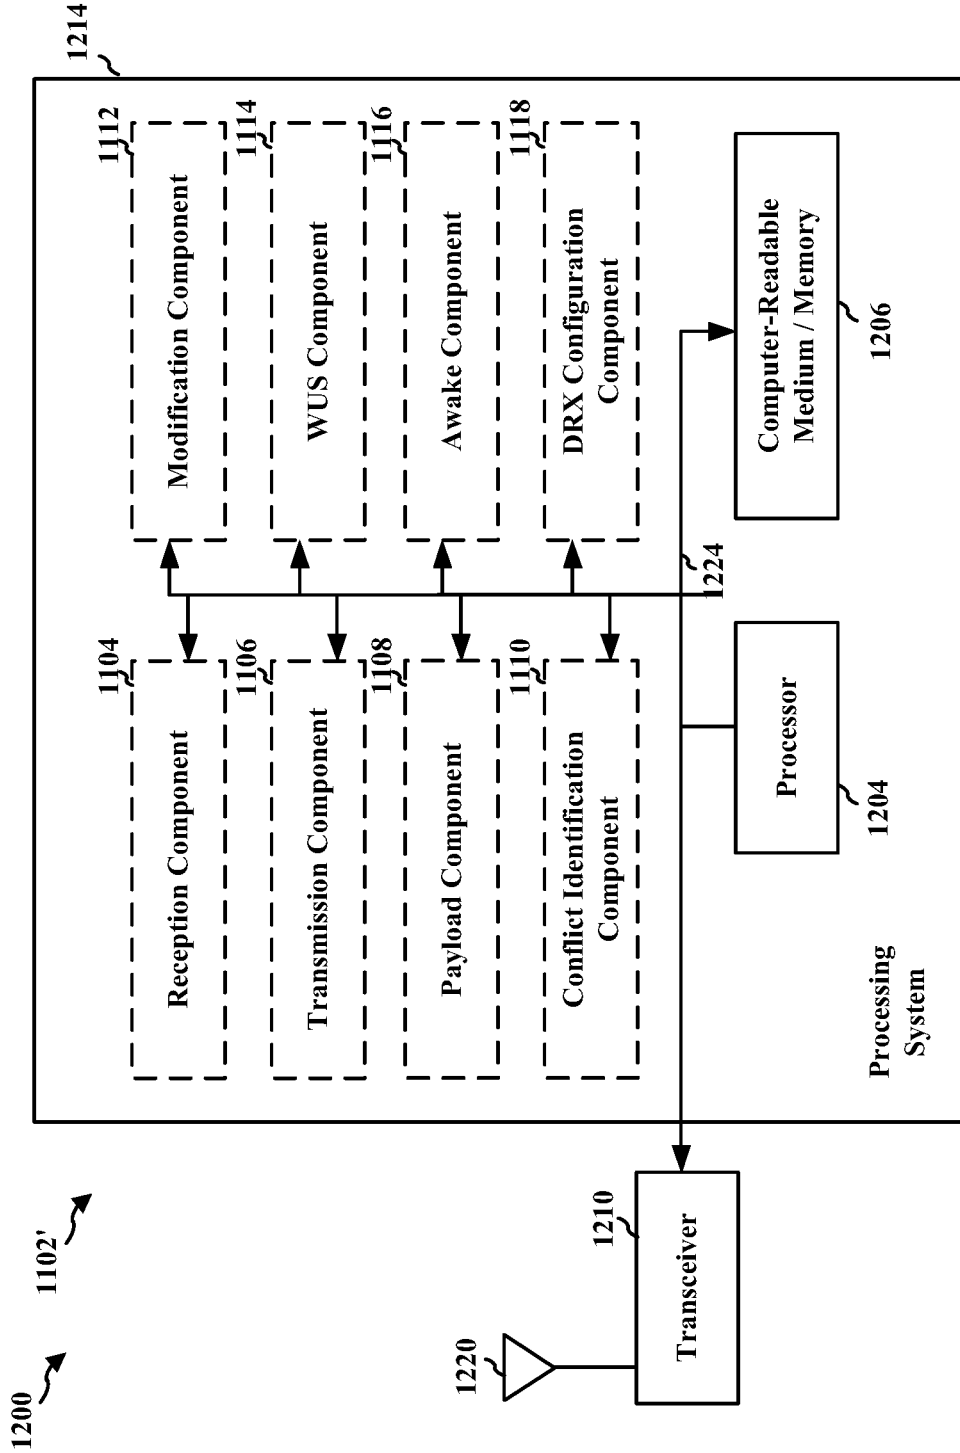 1200
1102'
1214
1104
Reception Component
1112
Modification Component
1106
Transmission Component
1114
WUS Component
1108
Payload Component
1116
Awake Component
1110
Conflict Identification
Component
1118
DRX Configuration
Component
1220
1210
Transceiver
1224
Processor
1204
Computer-Readable
Medium / Memory
1206
Processing
System